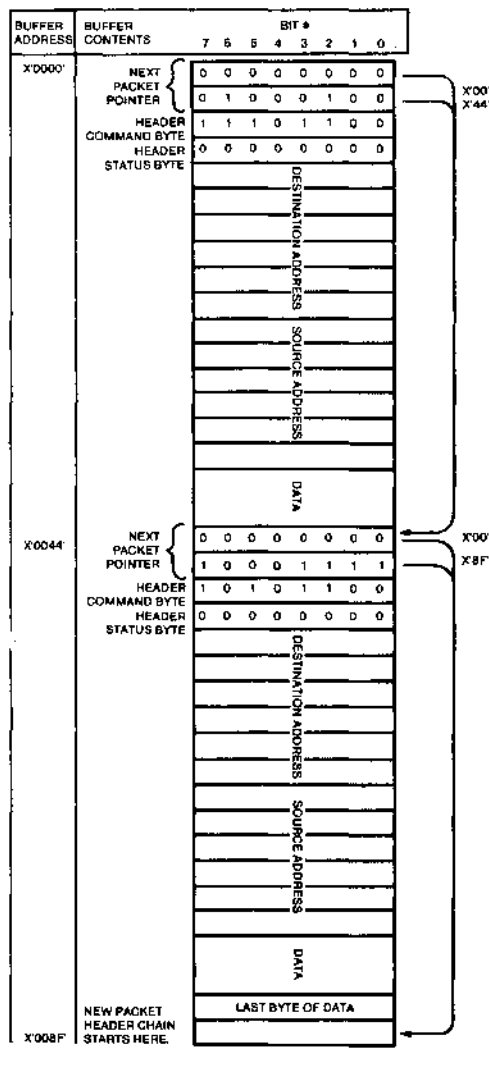 BUFFER ADDRESS BUFFER CONTENTS BIT #
7 6 5 4 3 2 1 0
X'0000' NEXT PACKET POINTER 0 0 0 0 0 0 0 0 X'00'
0 1 0 0 0 1 0 0 X'44'
HEADER COMMAND BYTE 1 1 1 0 1 1 0 0
HEADER STATUS BYTE 0 0 0 0 0 0 0 0
DESTINATION ADDRESS
SOURCE ADDRESS
DATA
X'0044' NEXT PACKET POINTER 0 0 0 0 0 0 0 0 X'00'
1 0 0 0 1 1 1 1 X'8F'
HEADER COMMAND BYTE 1 0 1 0 1 1 0 0
HEADER STATUS BYTE 0 0 0 0 0 0 0 0
DESTINATION ADDRESS
SOURCE ADDRESS
DATA
LAST BYTE OF DATA
X'008F' NEW PACKET HEADER CHAIN STARTS HERE.